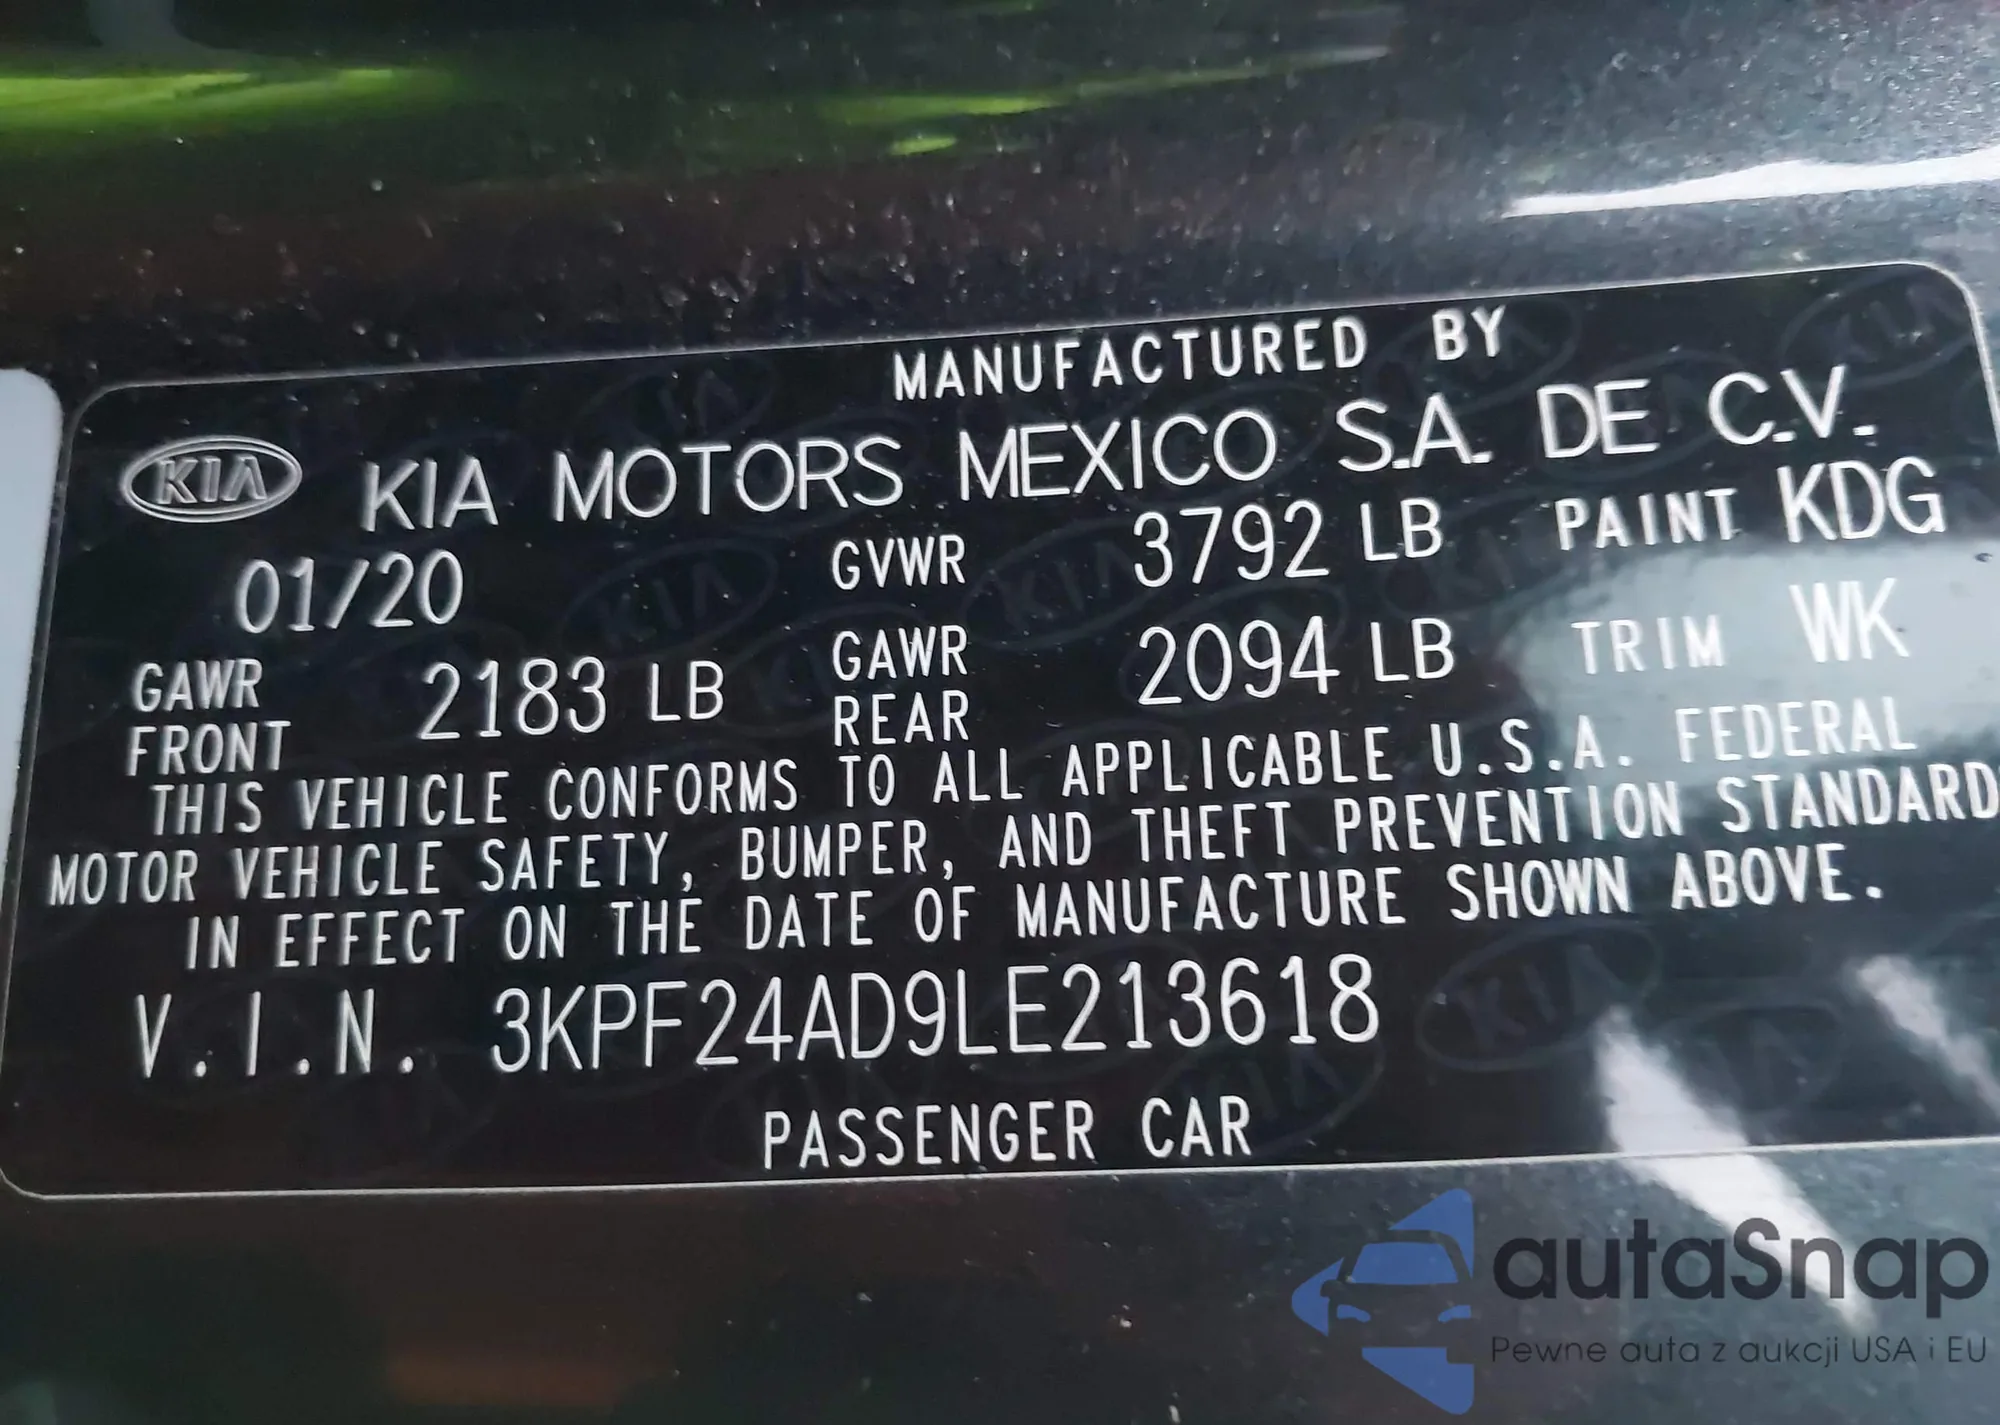 MANUFACTURED BY
KIA KIA MOTORS MEXICO S.A. DE C.V.
01/20 GVWR 3792 LB PAINT KDG
GAWR FRONT 2183 LB GAWR REAR 2094 LB TRIM WK
THIS VEHICLE CONFORMS TO ALL APPLICABLE U.S.A. FEDERAL
MOTOR VEHICLE SAFETY, BUMPER, AND THEFT PREVENTION STANDARD
IN EFFECT ON THE DATE OF MANUFACTURE SHOWN ABOVE.
V.I.N. 3KPF24AD9LE213618
PASSENGER CAR
autaSnap
Pewne auta z aukcji USA i EU